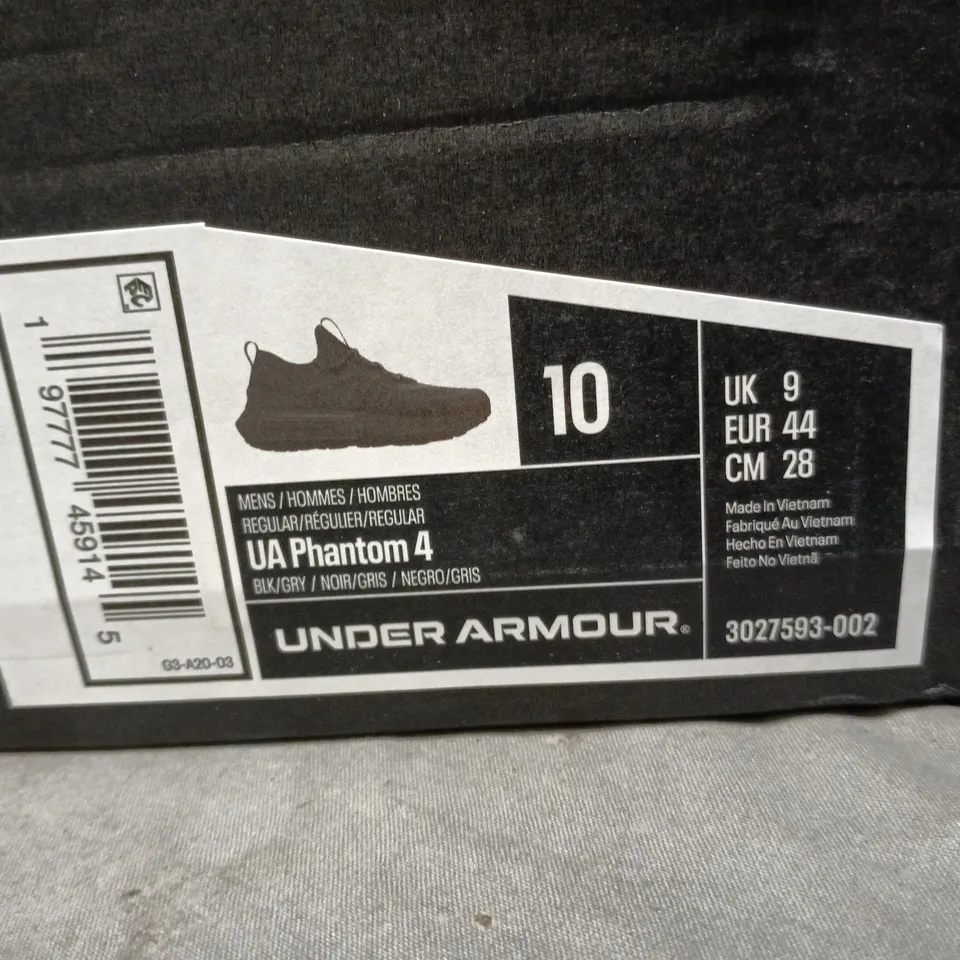 1 97777 45914 5
G3-A20-03
10
MENS / HOMMES / HOMBRES
REGULAR/RÉGULIER/REGULAR
UA Phantom 4
BLK/GRY / NOIR/GRIS / NEGRO/GRIS
UNDER ARMOUR®
UK 9
EUR 44
CM 28
Made In Vietnam
Fabriqué Au Vietnam
Hecho En Vietnam
Feito No Vietnã
3027593-002